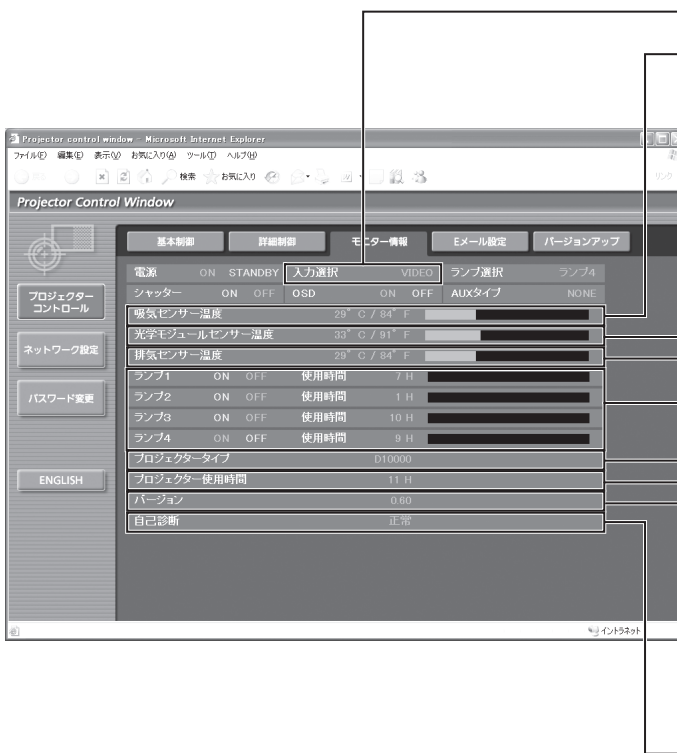 Projector control window - Microsoft Internet Explorer
ファイル(F) 編集(E) 表示(V) お気に入り(A) ツール(T) ヘルプ(H)
検索 お気に入り
リンク
Projector Control Window
基本制御 詳細制御 モニター情報 Eメール設定 バージョンアップ
電源 ON STANDBY 入力選択 VIDEO ランプ選択 ランプ4
シャッター ON OFF OSD ON OFF AUXタイプ NONE
吸気センサー温度 29° C / 84° F
光学モジュールセンサー温度 33° C / 91° F
排気センサー温度 29° C / 84° F
ランプ1 ON OFF 使用時間 7 H
ランプ2 ON OFF 使用時間 1 H
ランプ3 ON OFF 使用時間 10 H
ランプ4 ON OFF 使用時間 9 H
プロジェクタータイプ D10000
プロジェクター使用時間 11 H
バージョン 0.60
自己診断 正常
プロジェクター
コントロール
ネットワーク設定
パスワード変更
ENGLISH
イントラネット